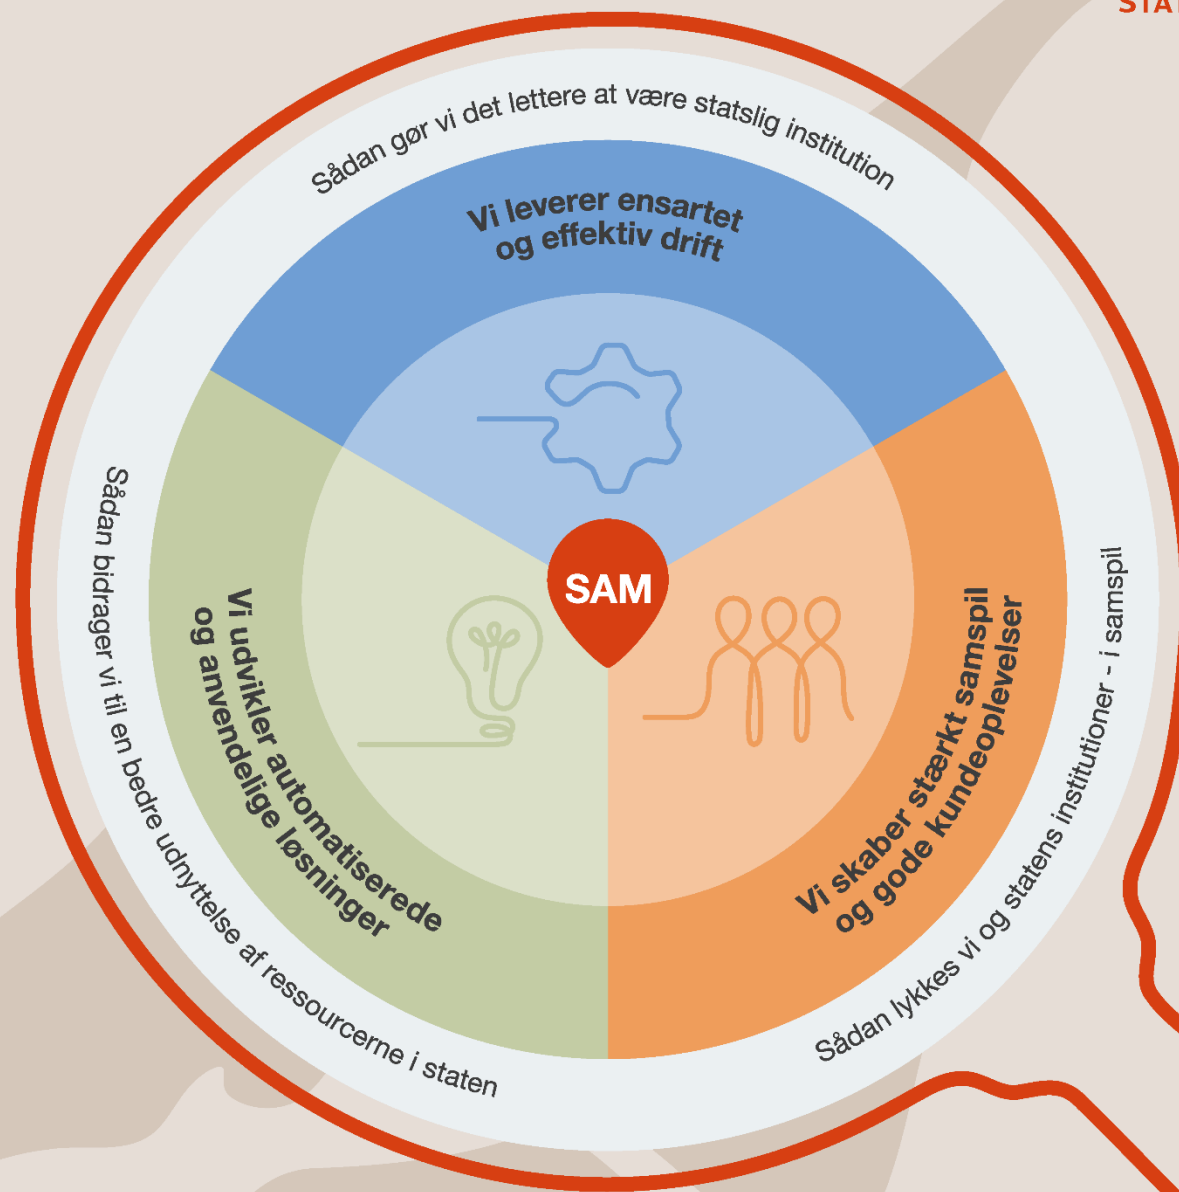 Sådan gør vi det lettere at være statslig institution
Vi leverer ensartet
og effektiv drift
SAM
Vi udvikler automatiserede
og anvendelige løsninger
Sådan bidrager vi til en bedre udnyttelse af ressourcerne i staten
Vi skaber stærkt samspil
og gode kundeoplevelser
Sådan lykkes vi og statens institutioner - i samspil